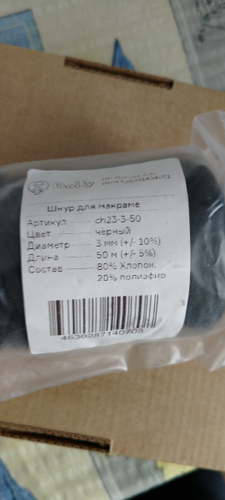 Шнур для макраме
Артикул ch23-3-50
Цвет черный
Диаметр 3 мм (+/- 10%)
Длина 50 м (+/- 5%)
Состав 80% Хлопок,
20% полиэфир
4630287140708